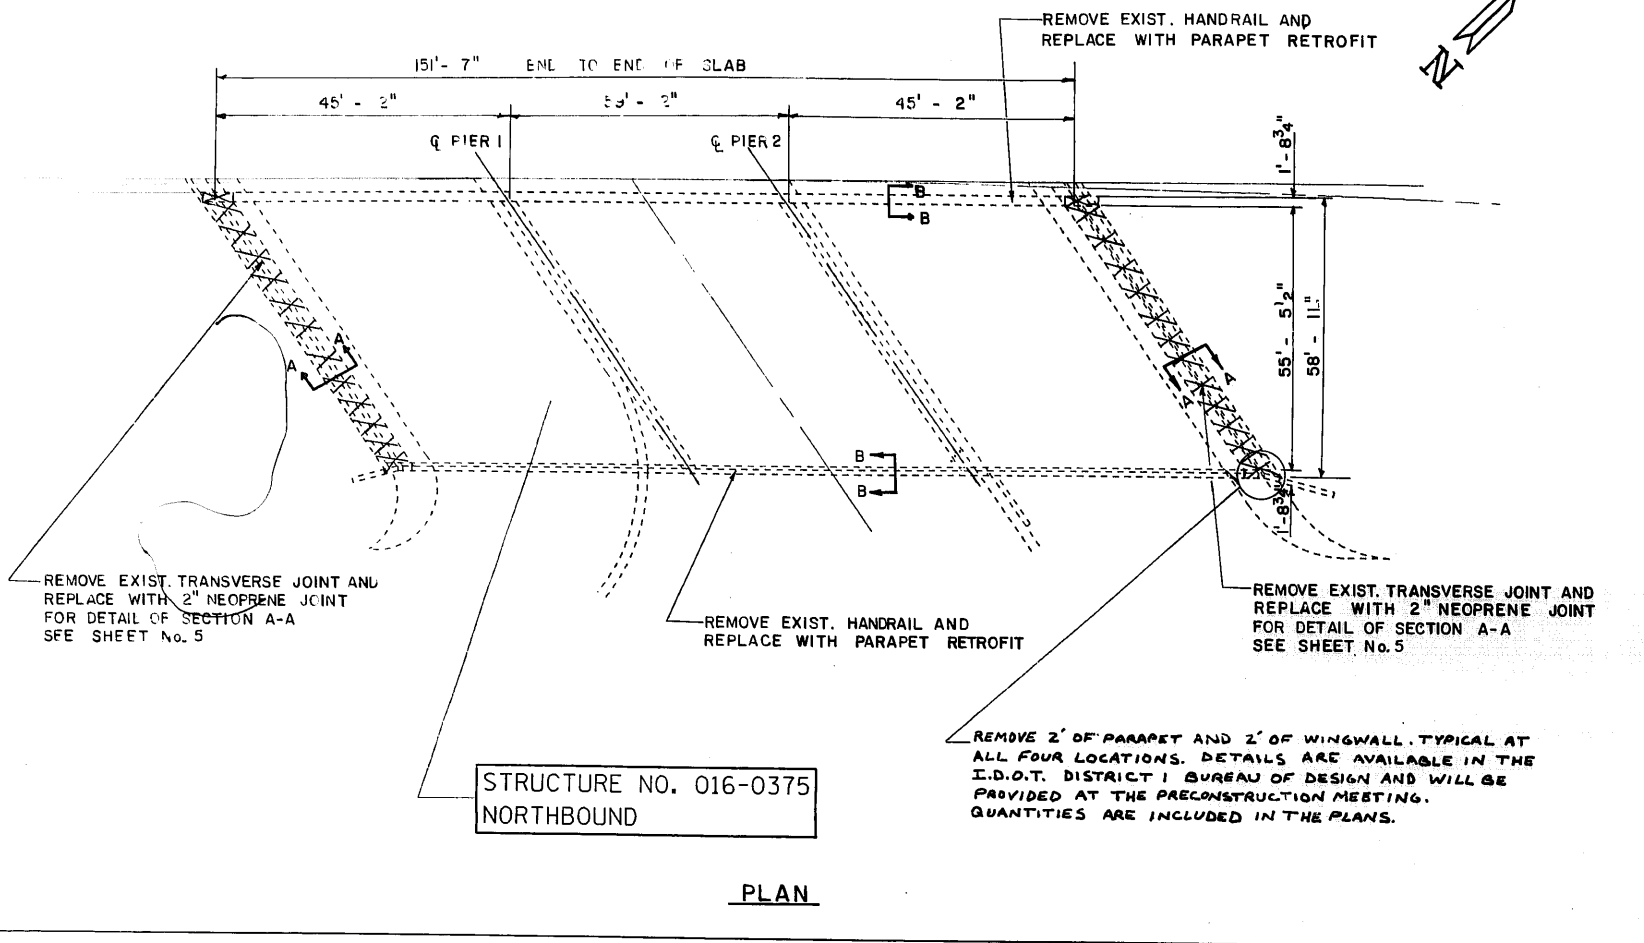 REMOVE EXIST. HANDRAIL AND
REPLACE WITH PARAPET RETROFIT
N
151'- 7" END TO END OF SLAB
45' - 2"
59' - 2"
45' - 2"
℄ PIER 1
℄ PIER 2
1'-8¾"
B
B
A
A
A
A
55' - 5½"
58' - 11"
B
B
1'-8¾"
REMOVE EXIST. TRANSVERSE JOINT AND
REPLACE WITH 2" NEOPRENE JOINT
FOR DETAIL OF SECTION A-A
SEE SHEET No. 5
REMOVE EXIST. HANDRAIL AND
REPLACE WITH PARAPET RETROFIT
REMOVE EXIST. TRANSVERSE JOINT AND
REPLACE WITH 2" NEOPRENE JOINT
FOR DETAIL OF SECTION A-A
SEE SHEET No. 5
REMOVE 2' OF PARAPET AND 2' OF WINGWALL. TYPICAL AT
ALL FOUR LOCATIONS. DETAILS ARE AVAILABLE IN THE
I.D.O.T. DISTRICT 1 BUREAU OF DESIGN AND WILL BE
PROVIDED AT THE PRECONSTRUCTION MEETING.
QUANTITIES ARE INCLUDED IN THE PLANS.
STRUCTURE NO. 016-0375
NORTHBOUND
PLAN